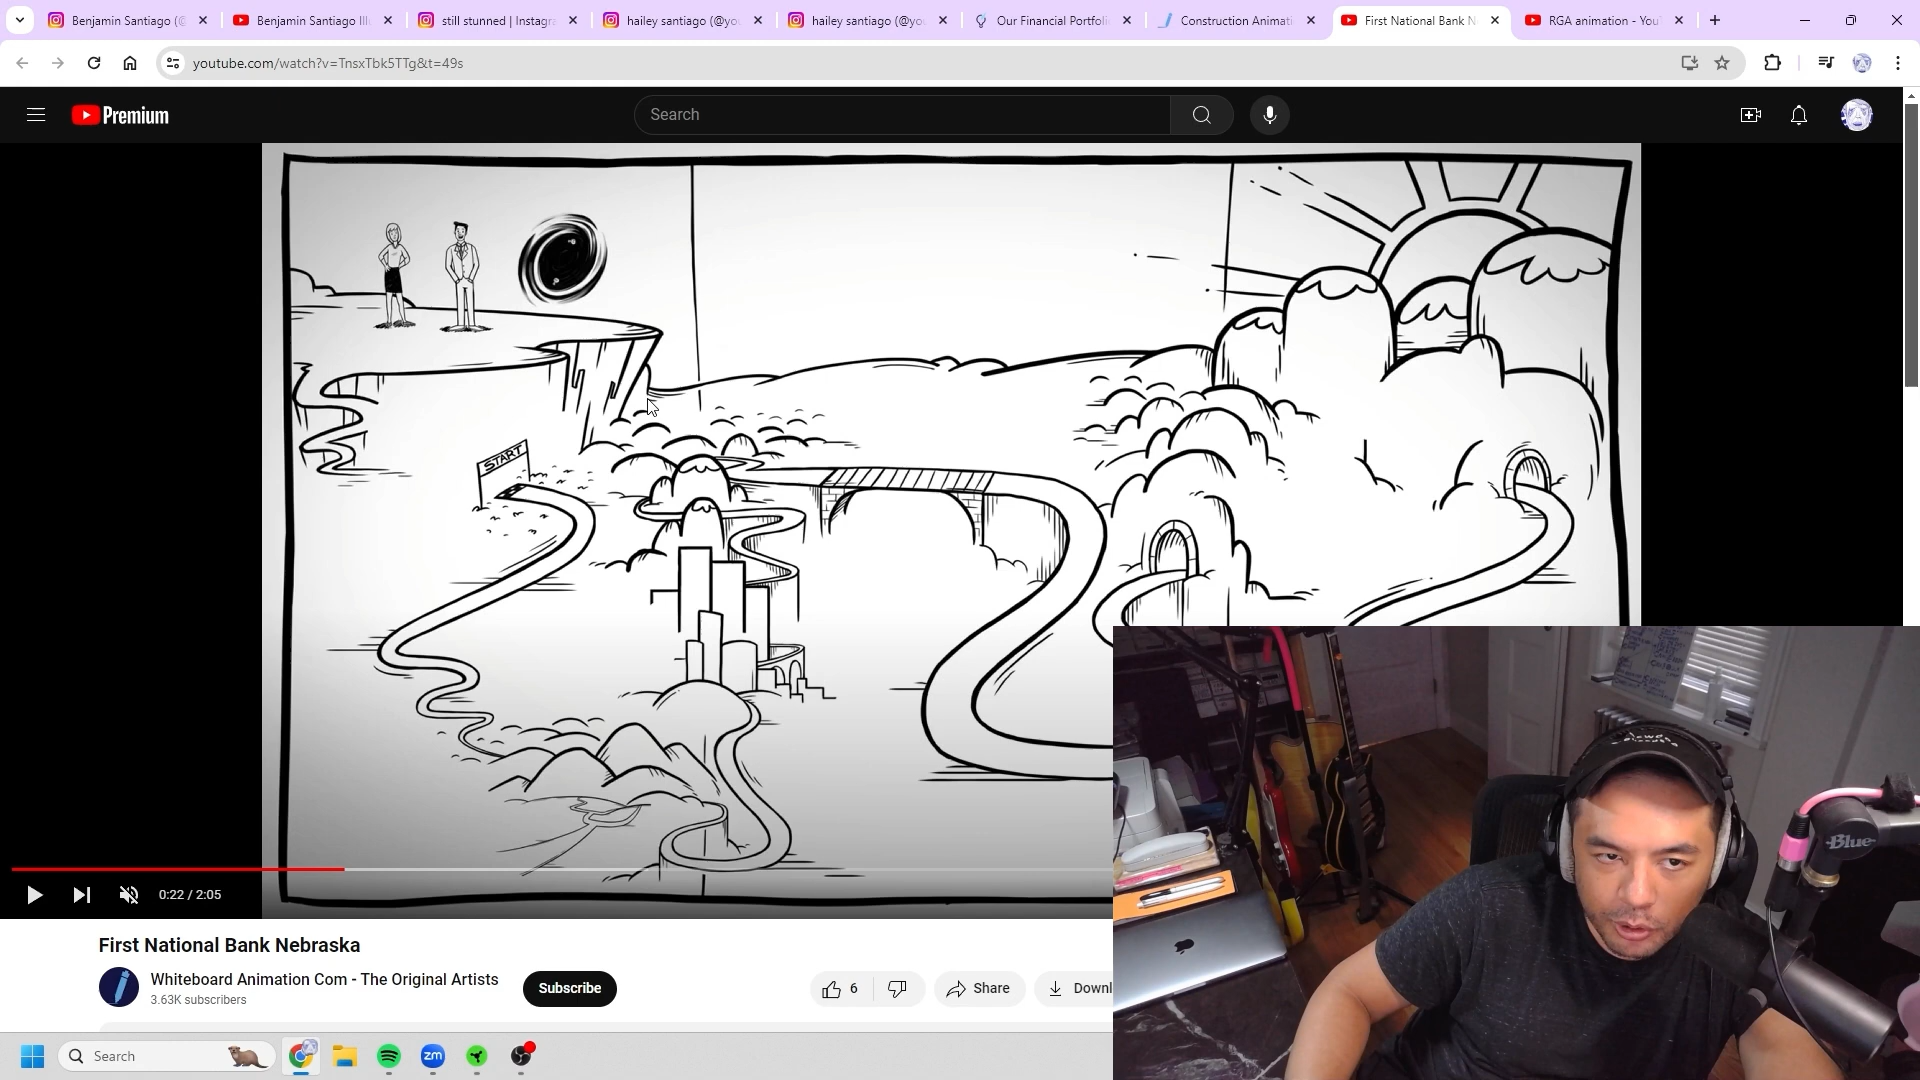 Benjamin Santiago (@
Benjamin Santiago Ill
still stunned | Instagra
hailey santiago (@yo
hailey santiago (@yo
Our Financial Portfoli
Construction Animati
First National Bank N
RGA animation - You
youtube.com/watch?v=TnsxTbk5TTg&t=49s
Premium
Search
START
0:22 / 2:05
First National Bank Nebraska
Whiteboard Animation Com - The Original Artists
3.63K subscribers
Subscribe
6
Share
Downl
Blue
Search
zm